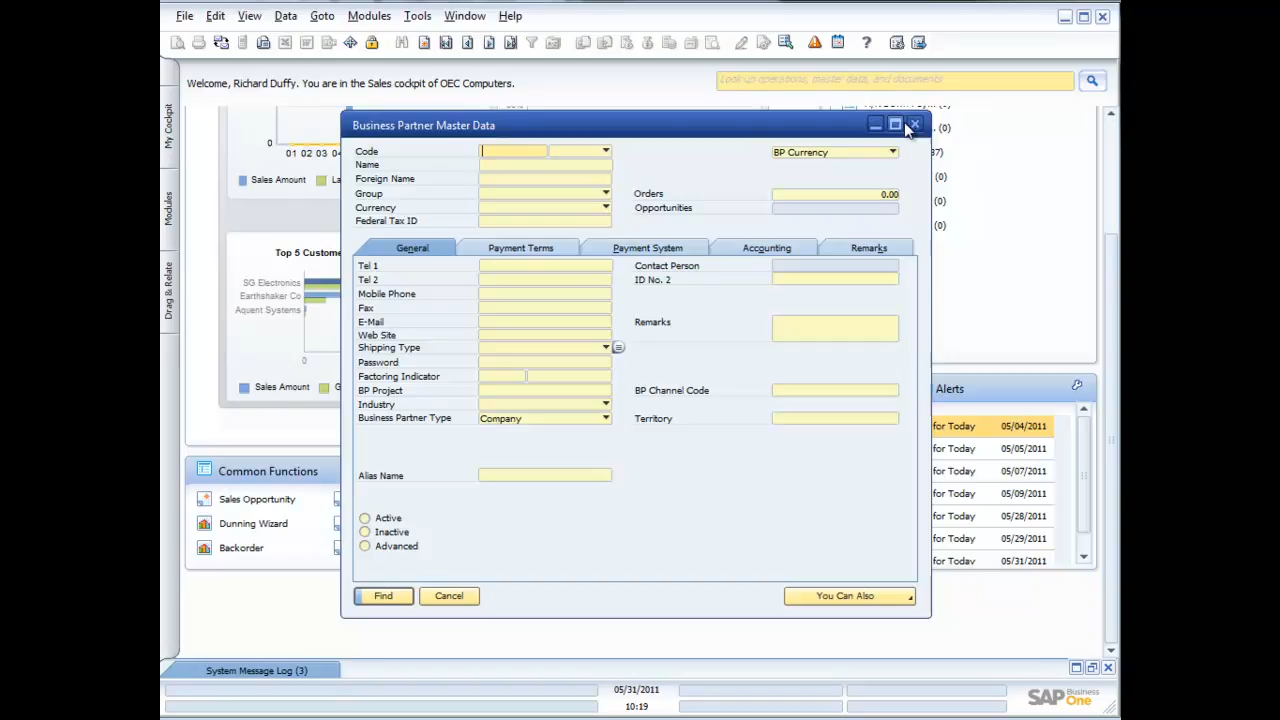 File Edit View Data Goto Modules Tools Window Help
Welcome, Richard Duffy. You are in the Sales cockpit of OEC Computers.
Look up operations, master data, and documents
My Cockpit
Modules
Drag & Relate
0
01 02 03 04
Sales Amount
(0)
. (0)
(0)
(0)
(0)
Top 5 Custome
SG Electronics
Earthshaker Co
Aquent Systems
0
Sales Amount
Business Partner Master Data
Code
BP Currency
Name
Foreign Name
Group
Orders 0.00
Currency
Opportunities
Federal Tax ID
General Payment Terms Payment System Accounting Remarks
Tel 1
Contact Person
Tel 2
ID No. 2
Mobile Phone
Fax
E-Mail
Remarks
Web Site
Shipping Type
Password
Factoring Indicator
BP Project
BP Channel Code
Industry
Business Partner Type Company
Territory
Alias Name
Active
Inactive
Advanced
Find Cancel You Can Also
Alerts
for Today 05/04/2011
for Today 05/05/2011
for Today 05/07/2011
for Today 05/09/2011
for Today 05/28/2011
for Today 05/29/2011
for Today 05/31/2011
Common Functions
Sales Opportunity
Dunning Wizard
Backorder
System Message Log (3)
05/31/2011
10:19
SAP Business One